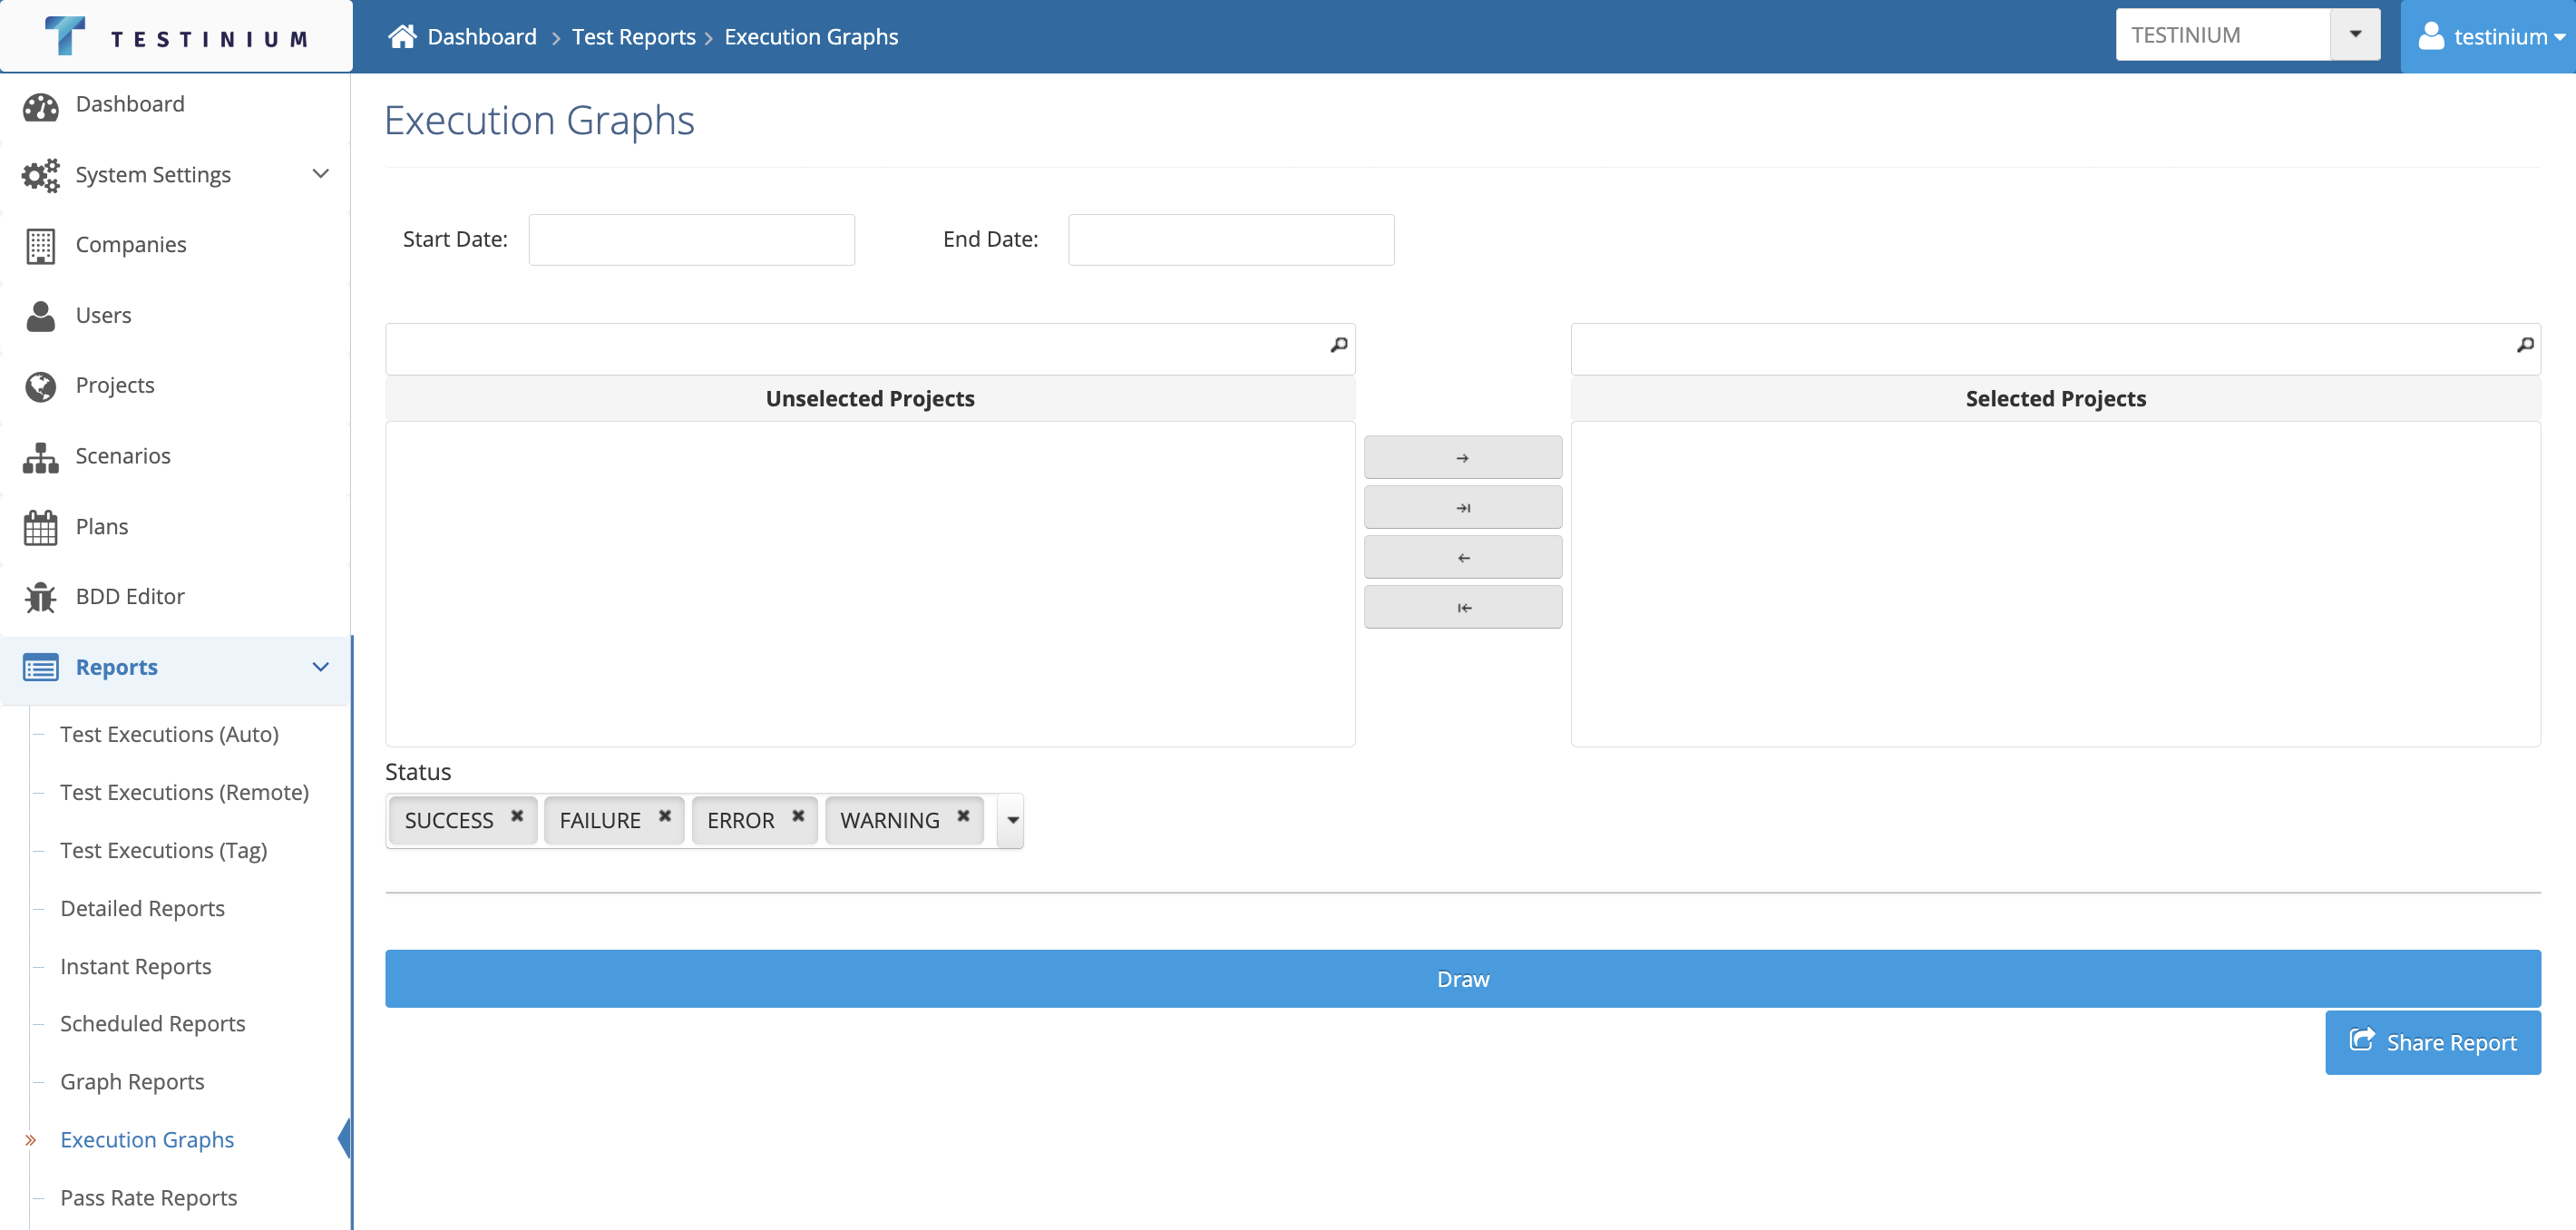 TESTINIUM
Dashboard > Test Reports > Execution Graphs
TESTINIUM
testinium
Dashboard
System Settings
Companies
Users
Projects
Scenarios
Plans
BDD Editor
Reports
Test Executions (Auto)
Test Executions (Remote)
Test Executions (Tag)
Detailed Reports
Instant Reports
Scheduled Reports
Graph Reports
Execution Graphs
Pass Rate Reports
Execution Graphs
Start Date:
End Date:
Unselected Projects
Selected Projects
Status
SUCCESS FAILURE ERROR WARNING
Draw
Share Report